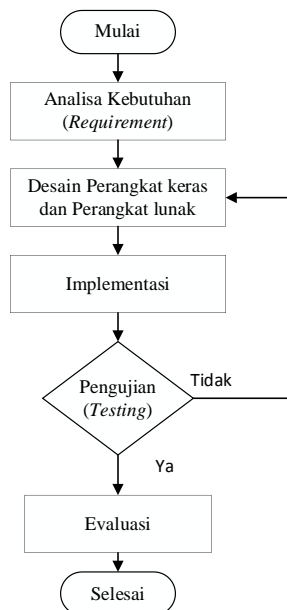 Mulai
Analisa Kebutuhan
(Requirement)
Desain Perangkat keras
dan Perangkat lunak
Implementasi
Pengujian
(Testing)
Tidak
Ya
Evaluasi
Selesai